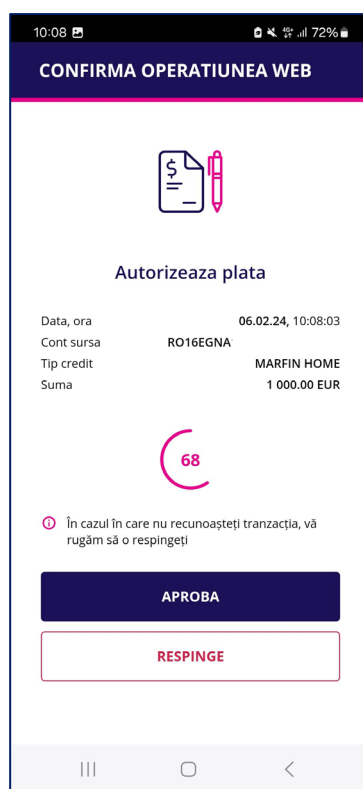 10:08 4G+ 72%
CONFIRMA OPERATIUNEA WEB
$
Autorizeaza plata
Data, ora 06.02.24, 10:08:03
Cont sursa RO16EGNA
Tip credit MARFIN HOME
Suma 1 000.00 EUR
68
În cazul în care nu recunoașteți tranzacția, vă
rugăm să o respingeți
APROBA
RESPINGE